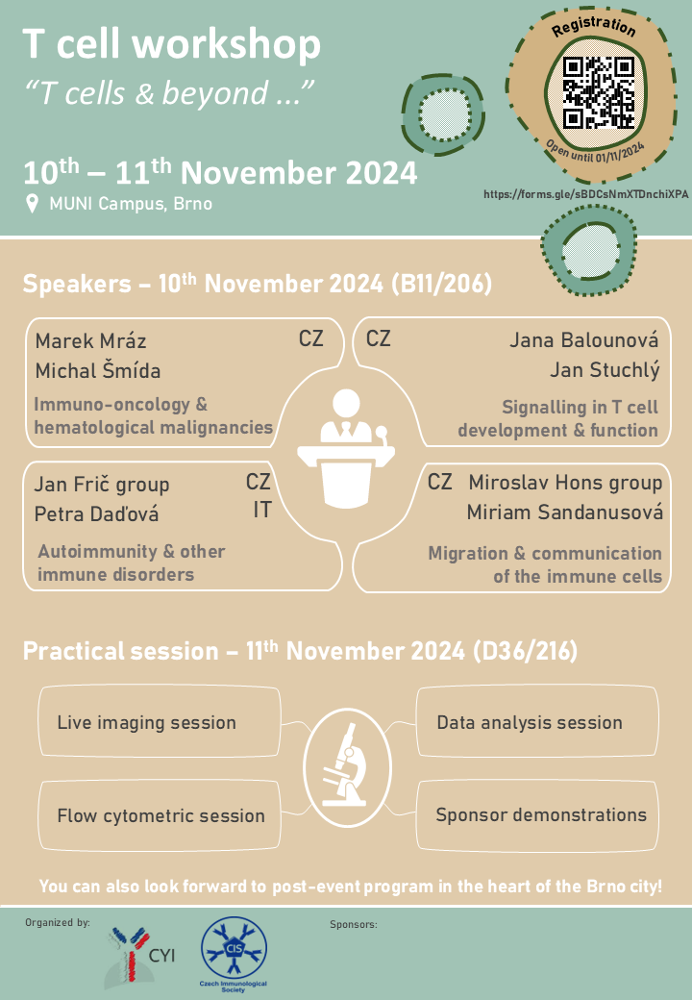 T cell workshop
“T cells & beyond ...”
10th – 11th November 2024
MUNI Campus, Brno
Registration
Open until 01/11/2024
https://forms.gle/sBDCsNmXTDnchiXPA
Speakers – 10th November 2024 (B11/206)
Marek Mráz
Michal Šmída
CZ
Immuno-oncology &
hematological malignancies
CZ
Jana Balounová
Jan Stuchlý
Signalling in T cell
development & function
Jan Frič group
Petra Daďová
CZ
IT
Autoimmunity & other
immune disorders
CZ
Miroslav Hons group
Miriam Sandanusová
Migration & communication
of the immune cells
Practical session – 11th November 2024 (D36/216)
Live imaging session
Data analysis session
Flow cytometric session
Sponsor demonstrations
You can also look forward to post-event program in the heart of the Brno city!
Organized by:
CYI
CIS
Czech Immunological
Society
Sponsors: